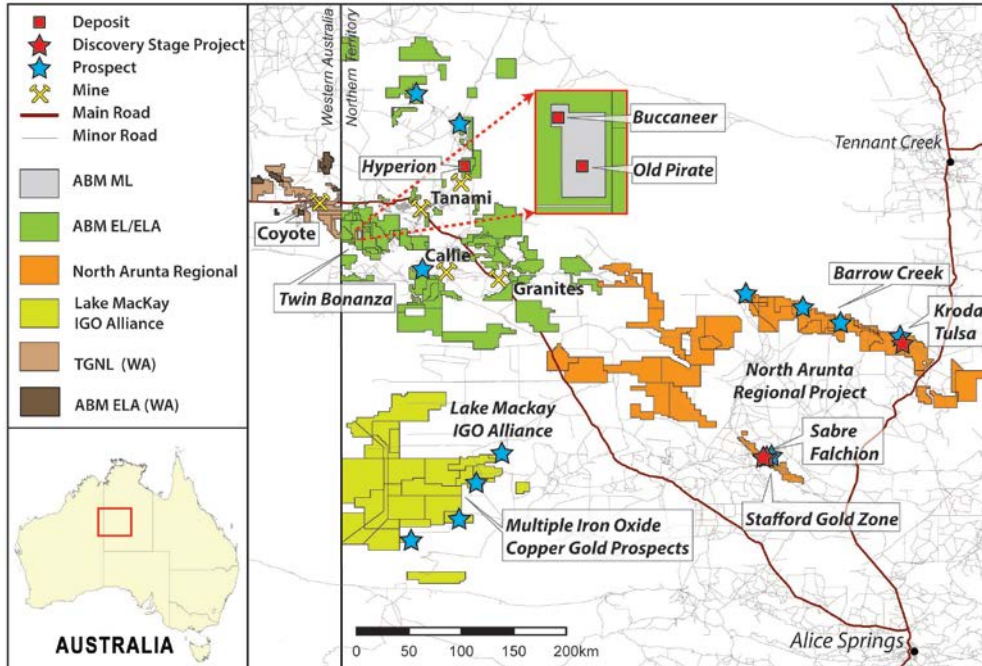 Deposit
Discovery Stage Project
Prospect
Mine
Main Road
Minor Road
ABM ML
ABM EL/ELA
North Arunta Regional
Lake MacKay
IGO Alliance
TGNL (WA)
ABM ELA (WA)
AUSTRALIA
Western Australia
Northern Territory
Buccaneer
Old Pirate
Hyperion
Tanami
Coyote
Callie
Twin Bonanza
Granites
Tennant Creek
Barrow Creek
Kroda
Tulsa
North Arunta
Regional Project
Lake Mackay
IGO Alliance
Sabre
Falchion
Multiple Iron Oxide
Copper Gold Prospects
Stafford Gold Zone
0
100
200km
Alice Springs